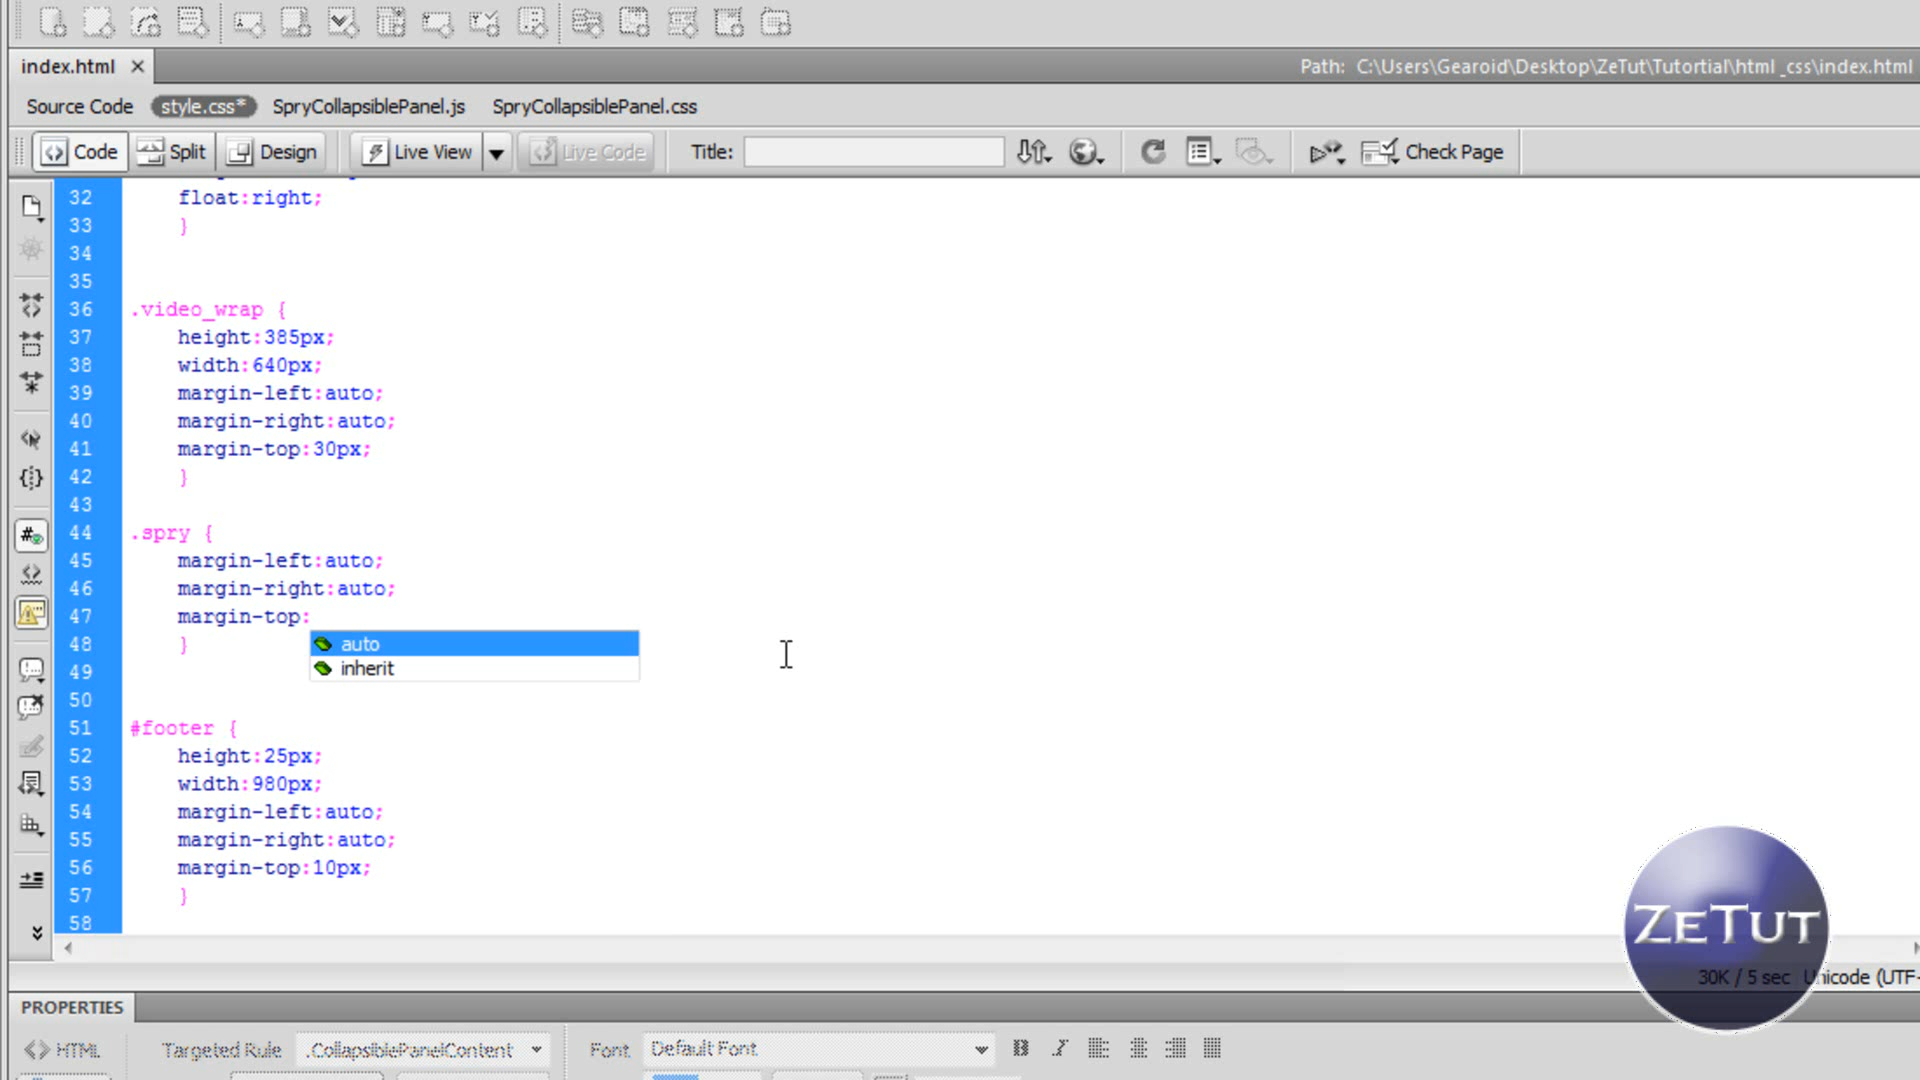 index.html
Path: C:\Users\Gearoid\Desktop\ZeTut\Tutortial\html _css\index.html
Source Code style.css* SpryCollapsiblePanel.js SpryCollapsiblePanel.css
Code Split Design Live View Live Code Title: Check Page
32 float:right;
33 }
34
35
36 .video_wrap {
37 height:385px;
38 width:640px;
39 margin-left:auto;
40 margin-right:auto;
41 margin-top:30px;
42 }
43
44 .spry {
45 margin-left:auto;
46 margin-right:auto;
47 margin-top:
48 } auto
inherit
49
50
51 #footer {
52 height:25px;
53 width:980px;
54 margin-left:auto;
55 margin-right:auto;
56 margin-top:10px;
57 }
58
ZeTut
30K / 5 sec Unicode (UTF-
PROPERTIES
<> HTML Targeted Rule .CollapsiblePanelContent Font Default Font B I